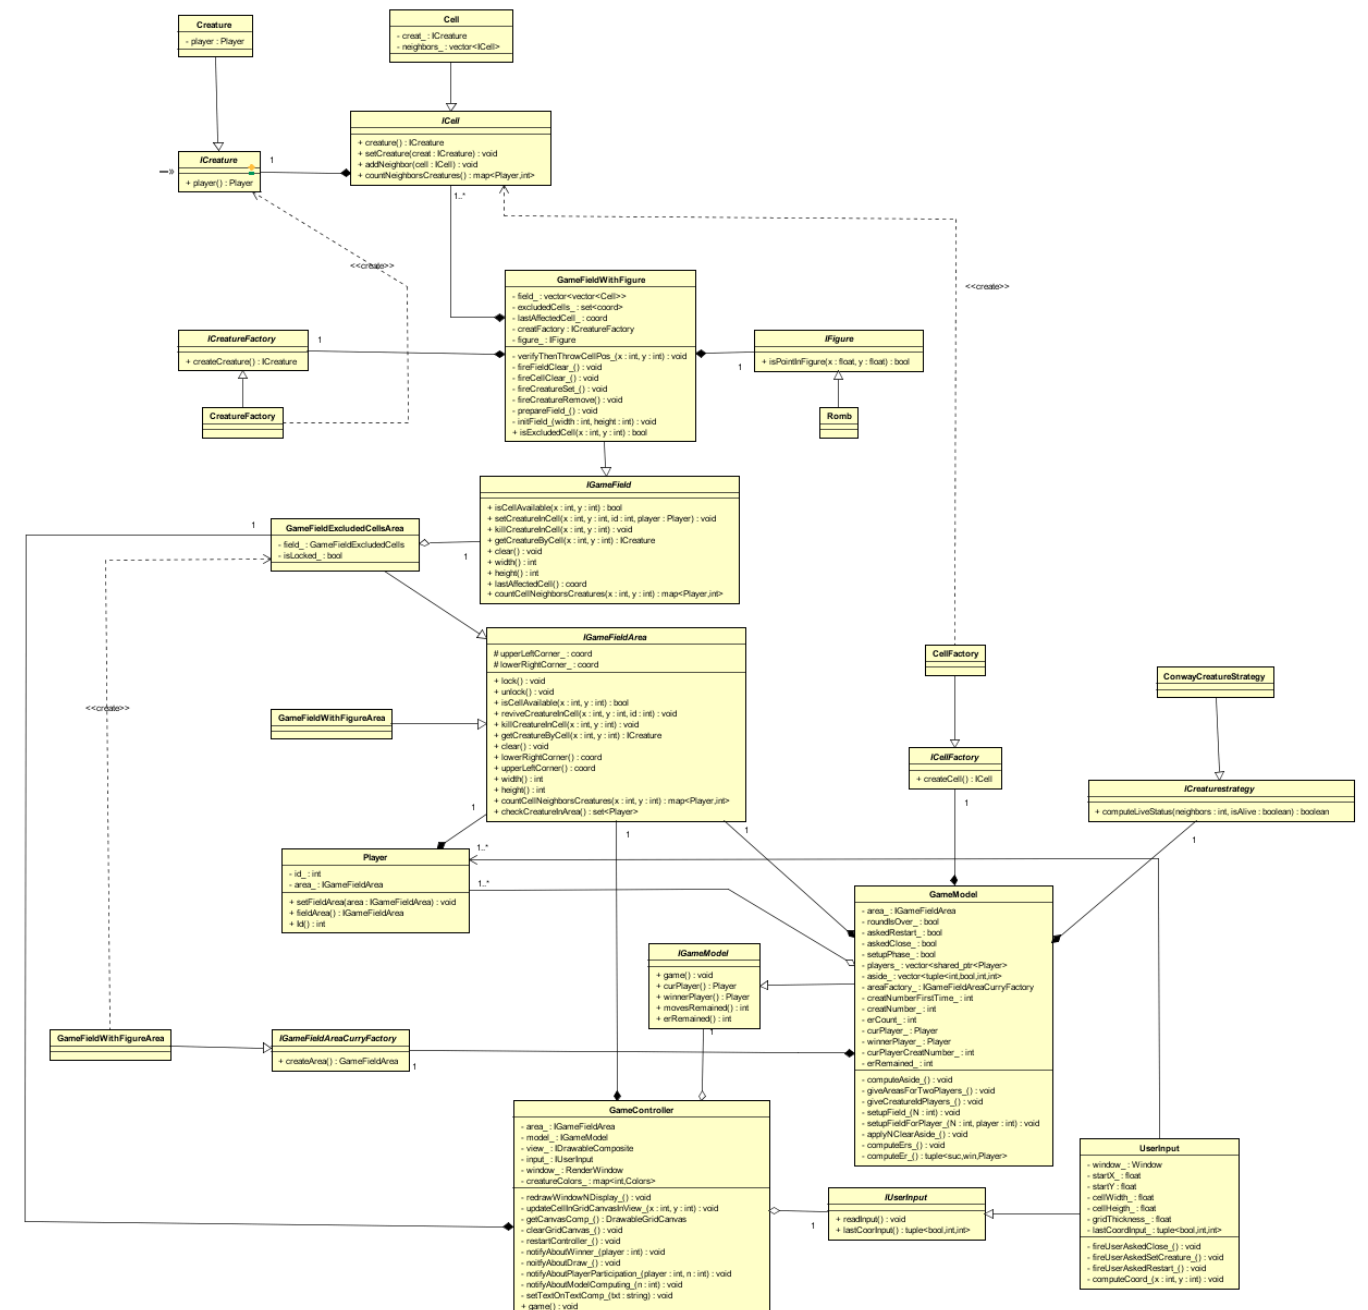 Creature
- player : Player
Cell
- creat_ : ICreature
- neighbors_ : vector<ICell>
ICell
+ creature() : ICreature
+ setCreature(creat : ICreature) : void
+ addNeighbor(cell : ICell) : void
+ countNeighborsCreatures() : map<Player,int>
ICreature
+ player() : Player
1
1..*
<<create>>
<<create>>
GameFieldWithFigure
- field_ : vector<vector<Cell>>
- excludedCells_ : set<coord>
- lastAffectedCell_ : coord
- creatFactory : ICreatureFactory
- figure_ : IFigure
- verifyThenThrowCellPos_(x : int, y : int) : void
- fireFieldClear_() : void
- fireCellClear_() : void
- fireCreatureSet_() : void
- fireCreatureRemove() : void
- prepareField_() : void
- initField_(width : int, height : int) : void
+ isExcludedCell(x : int, y : int) : bool
ICreatureFactory
+ createCreature() : ICreature
1
CreatureFactory
IFigure
+ isPointInFigure(x : float, y : float) : bool
1
Romb
IGameField
+ isCellAvailable(x : int, y : int) : bool
+ setCreatureInCell(x : int, y : int, id : int, player : Player) : void
+ killCreatureInCell(x : int, y : int) : void
+ getCreatureByCell(x : int, y : int) : ICreature
+ clear() : void
+ width() : int
+ height() : int
+ lastAffectedCell() : coord
+ countCellNeighborsCreatures(x : int, y : int) : map<Player,int>
1
GameFieldExcludedCellsArea
- field_ : GameFieldExcludedCells
- isLocked_ : bool
1
IGameFieldArea
# upperLeftCorner_ : coord
# lowerRightCorner_ : coord
+ lock() : void
+ unlock() : void
+ isCellAvailable(x : int, y : int) : bool
+ reviveCreatureInCell(x : int, y : int, id : int) : void
+ killCreatureInCell(x : int, y : int) : void
+ getCreatureByCell(x : int, y : int) : ICreature
+ clear() : void
+ lowerRightCorner() : coord
+ upperLeftCorner() : coord
+ width() : int
+ height() : int
+ countCellNeighborsCreatures(x : int, y : int) : map<Player,int>
+ checkCreatureInArea() : set<Player>
<<create>>
GameFieldWithFigureArea
CellFactory
ICellFactory
+ createCell() : ICell
1
ConwayCreatureStrategy
ICreaturestrategy
+ computeLiveStatus(neighbors : int, isAlive : boolean) : boolean
1
1
1
1
1..*
1..*
Player
- id_ : int
- area_ : IGameFieldArea
+ setFieldArea(area : IGameFieldArea) : void
+ fieldArea() : IGameFieldArea
+ Id() : int
GameModel
- area_ : IGameFieldArea
- roundIsOver_ : bool
- askedRestart_ : bool
- askedClose_ : bool
- setupPhase_ : bool
- players_ : vector<shared_ptr<Player>
- aside_ : vector<tuple<int,bool,int,int>
- areaFactory_ : IGameFieldAreaCurryFactory
- creatNumberFirstTime_ : int
- creatNumber_ : int
- erCount_ : int
- curPlayer_ : Player
- winnerPlayer_ : Player
- curPlayerCreatNumber_ : int
- erRemained_ : int
- computeAside_() : void
- giveAreasForTwoPlayers_() : void
- giveCreatureIdPlayers_() : void
- setupField_(N : int) : void
- setupFieldForPlayer_(N : int, player : int) : void
- applyNClearAside_() : void
- computeErs_() : void
- computeEr_() : tuple<suc,win,Player>
IGameModel
+ game() : void
+ curPlayer() : Player
+ winnerPlayer() : Player
+ movesRemained() : int
+ erRemained() : int
1
GameFieldWithFigureArea
IGameFieldAreaCurryFactory
+ createArea() : GameFieldArea
1
GameController
- area_ : IGameFieldArea
- model_ : IGameModel
- view_ : IDrawableComposite
- input_ : IUserInput
- window_ : RenderWindow
- creatureColors_ : map<int,Colors>
- redrawWindowNDisplay_() : void
- updateCellInGridCanvasInView_(x : int, y : int) : void
- getCanvasComp_() : DrawableGridCanvas
- clearGridCanvas_() : void
- restartController_() : void
- notifyAboutWinner_(player : int) : void
- noitfyAboutDraw_() : void
- notifyAboutPlayerParticipation_(player : int, n : int) : void
- notifyAboutModelComputing_(n : int) : void
- setTextOnTextComp_(txt : string) : void
+ game() : void
IUserInput
+ readInput() : void
+ lastCoorInput() : tuple<bool,int,int>
1
UserInput
- window_ : Window
- startX_ : float
- startY : float
- cellWidth_ : float
- cellHeigth_ : float
- gridThickness_ : float
- lastCoordInput_ : tuple<bool,int,int>
- fireUserAskedClose_() : void
- fireUserAskedSetCreature_() : void
- fireUserAskedRestart_() : void
- computeCoord_(x : int, y : int) : void